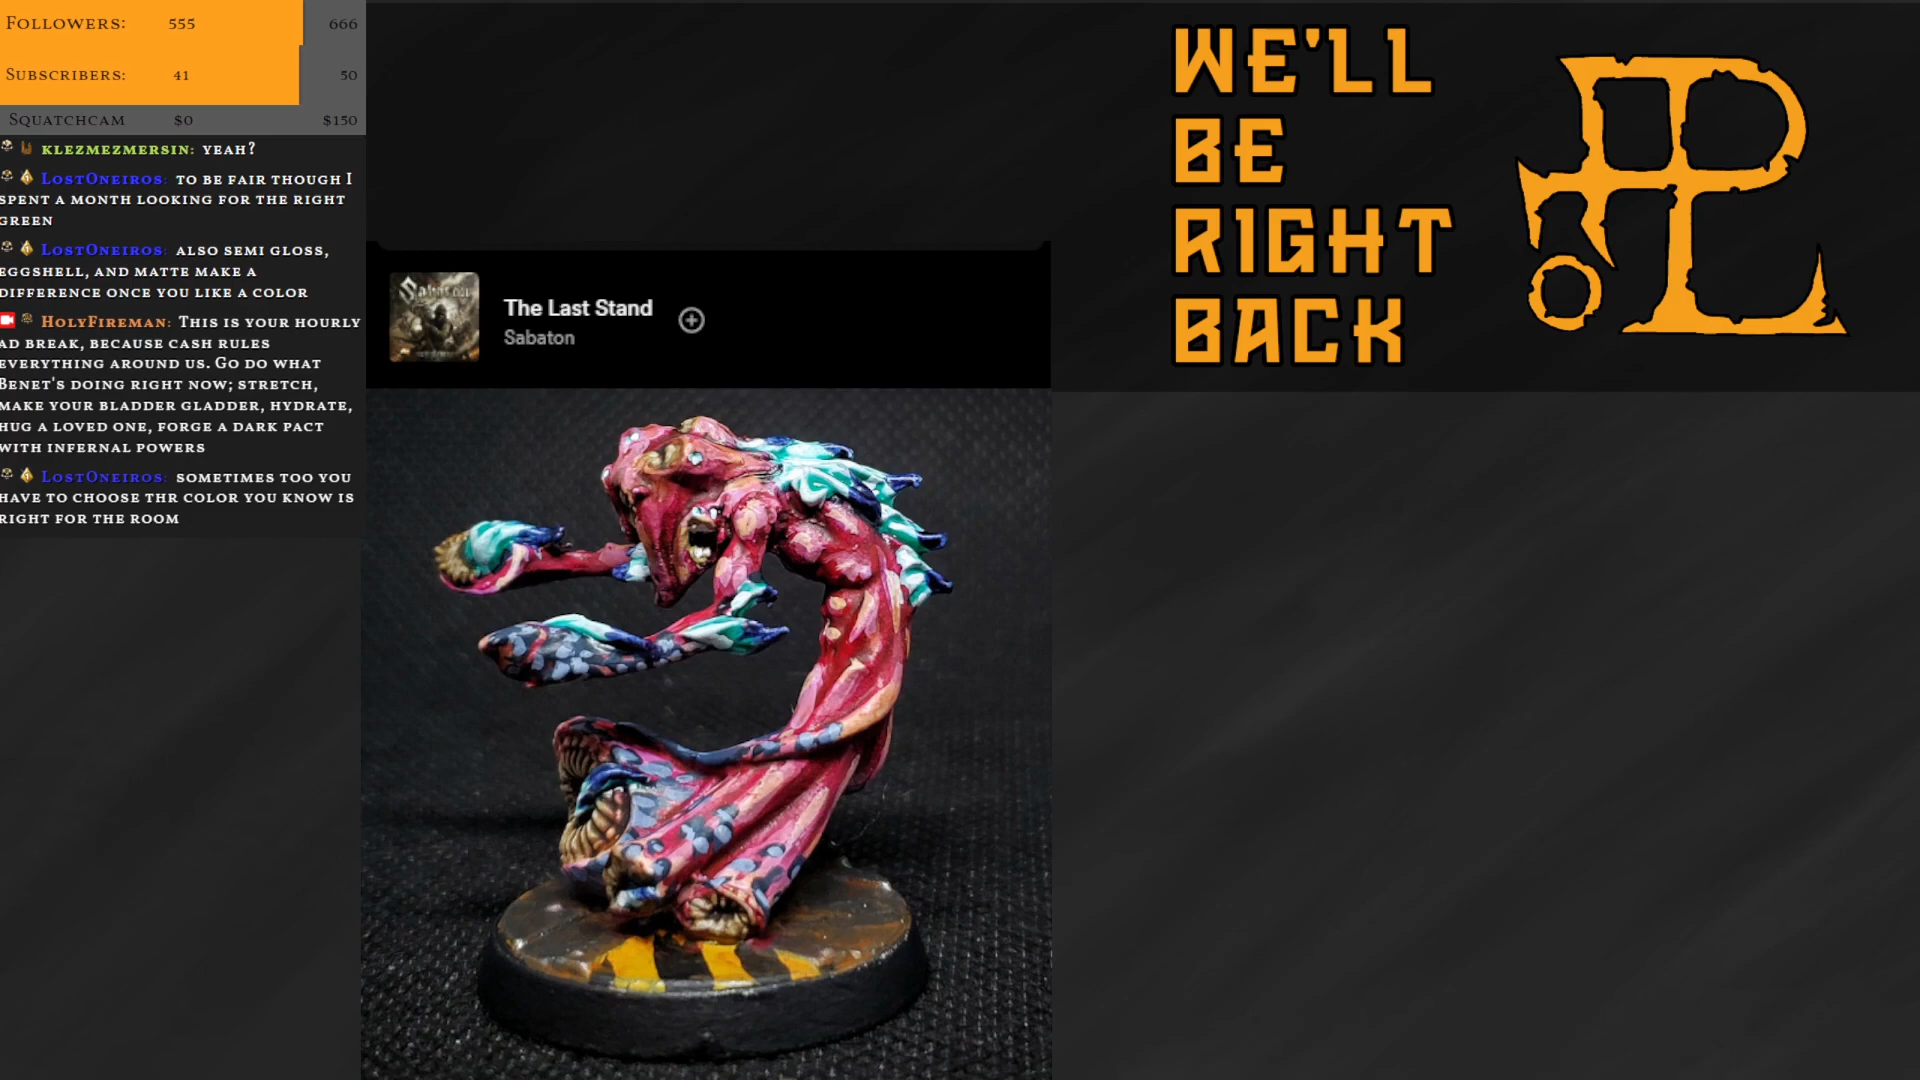 Followers: 555 666
Subscribers: 41 50
Squatchcam $0 $150
klezmezmersin: yeah?
LostOneiros: to be fair though I
spent a month looking for the right
green
LostOneiros: also semi gloss,
eggshell, and matte make a
difference once you like a color
HolyFireman: This is your hourly
ad break, because cash rules
everything around us. Go do what
Benet's doing right now; stretch,
make your bladder gladder, hydrate,
hug a loved one, forge a dark pact
with infernal powers
LostOneiros: sometimes too you
have to choose thr color you know is
right for the room
Sabaton
The Last Stand
Sabaton
WE'LL
BE
RIGHT
BACK